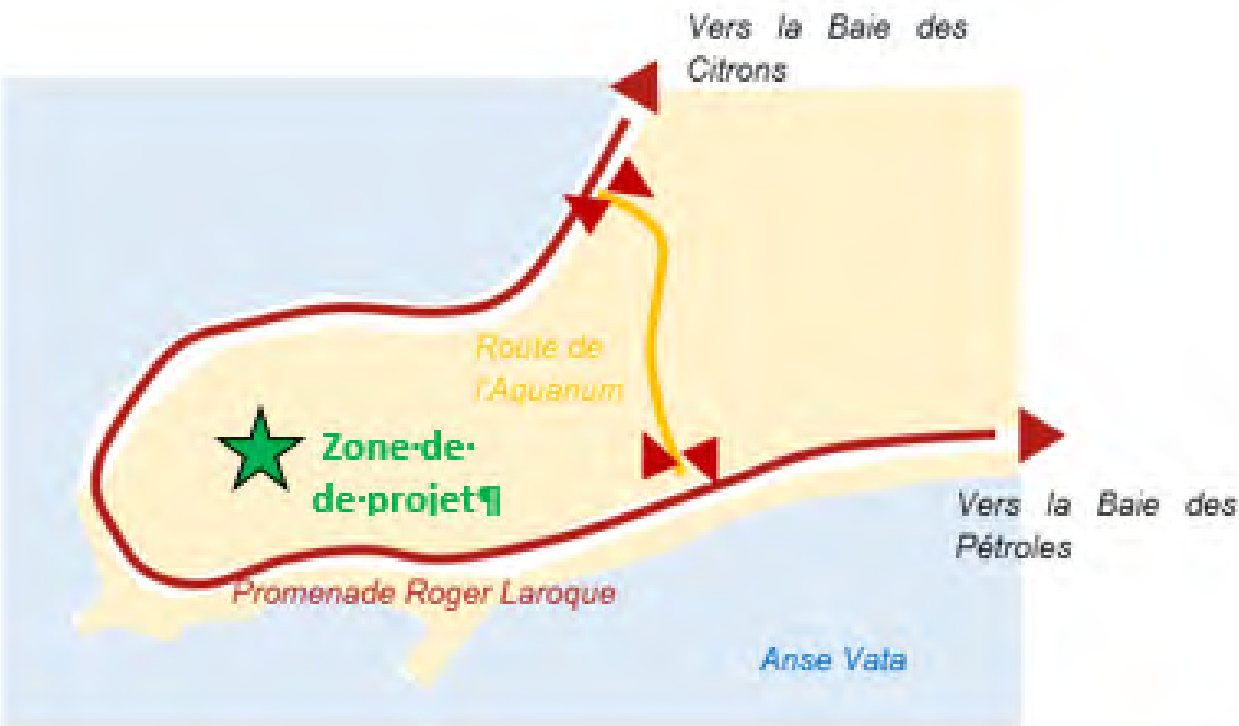 Vers la Baie des
Citrons
Route de
l'Aquanum
Zone·de·
de·projet¶
Vers la Baie des
Pétroles
Promenade Roger Laroque
Anse Vata